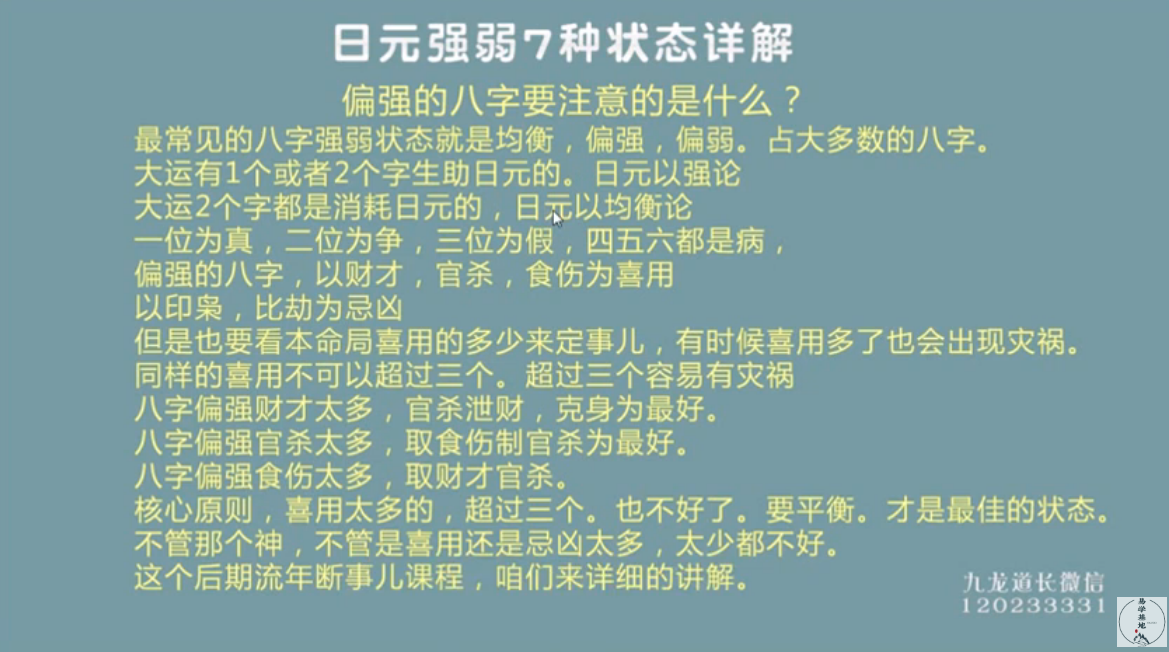 日元强弱7种状态详解
偏强的八字要注意的是什么？
最常见的八字强弱状态就是均衡，偏强，偏弱。占大多数的八字。
大运有1个或者2个字生助日元的。日元以强论
大运2个字都是消耗日元的，日元以均衡论
一位为真，二位为争，三位为假，四五六都是病，
偏强的八字，以财才，官杀，食伤为喜用
以印枭，比劫为忌凶
但是也要看本命局喜用的多少来定事儿，有时候喜用多了也会出现灾祸。
同样的喜用不可以超过三个。超过三个容易有灾祸
八字偏强财才太多，官杀泄财，克身为最好。
八字偏强官杀太多，取食伤制官杀为最好。
八字偏强食伤太多，取财才官杀。
核心原则，喜用太多的，超过三个。也不好了。要平衡。才是最佳的状态。
不管那个神，不管是喜用还是忌凶太多，太少都不好。
这个后期流年断事儿课程，咱们来详细的讲解。
九龙道长微信
120233331
易学基地